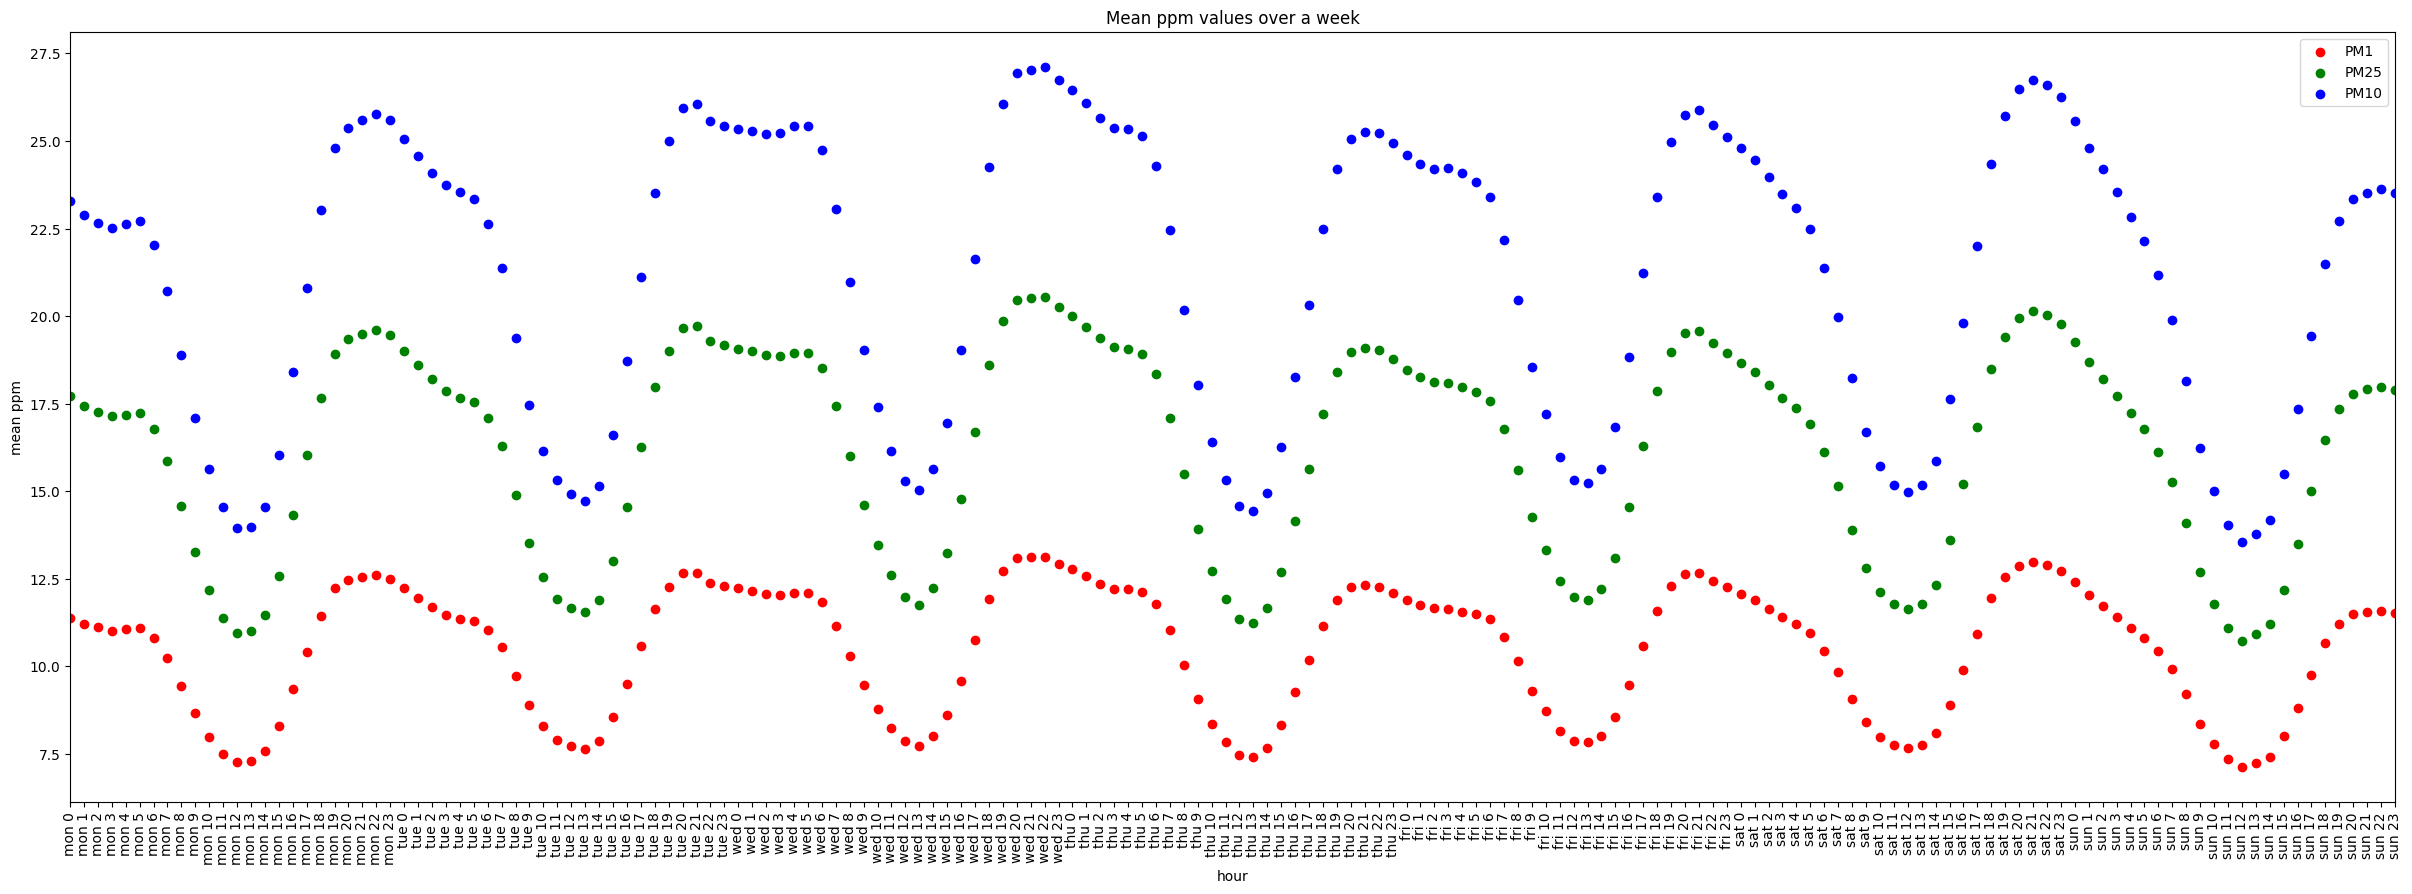 Mean ppm values over a week
PM1
PM25
PM10
27.5
25.0
22.5
20.0
17.5
15.0
12.5
10.0
7.5
mean ppm
mon 0
mon 1
mon 2
mon 3
mon 4
mon 5
mon 6
mon 7
mon 8
mon 9
mon 10
mon 11
mon 12
mon 13
mon 14
mon 15
mon 16
mon 17
mon 18
mon 19
mon 20
mon 21
mon 22
mon 23
tue 0
tue 1
tue 2
tue 3
tue 4
tue 5
tue 6
tue 7
tue 8
tue 9
tue 10
tue 11
tue 12
tue 13
tue 14
tue 15
tue 16
tue 17
tue 18
tue 19
tue 20
tue 21
tue 22
tue 23
wed 0
wed 1
wed 2
wed 3
wed 4
wed 5
wed 6
wed 7
wed 8
wed 9
wed 10
wed 11
wed 12
wed 13
wed 14
wed 15
wed 16
wed 17
wed 18
wed 19
wed 20
wed 21
wed 22
wed 23
thu 0
thu 1
thu 2
thu 3
thu 4
thu 5
thu 6
thu 7
thu 8
thu 9
thu 10
thu 11
thu 12
thu 13
thu 14
thu 15
thu 16
thu 17
thu 18
thu 19
thu 20
thu 21
thu 22
thu 23
fri 0
fri 1
fri 2
fri 3
fri 4
fri 5
fri 6
fri 7
fri 8
fri 9
fri 10
fri 11
fri 12
fri 13
fri 14
fri 15
fri 16
fri 17
fri 18
fri 19
fri 20
fri 21
fri 22
fri 23
sat 0
sat 1
sat 2
sat 3
sat 4
sat 5
sat 6
sat 7
sat 8
sat 9
sat 10
sat 11
sat 12
sat 13
sat 14
sat 15
sat 16
sat 17
sat 18
sat 19
sat 20
sat 21
sat 22
sat 23
sun 0
sun 1
sun 2
sun 3
sun 4
sun 5
sun 6
sun 7
sun 8
sun 9
sun 10
sun 11
sun 12
sun 13
sun 14
sun 15
sun 16
sun 17
sun 18
sun 19
sun 20
sun 21
sun 22
sun 23
hour